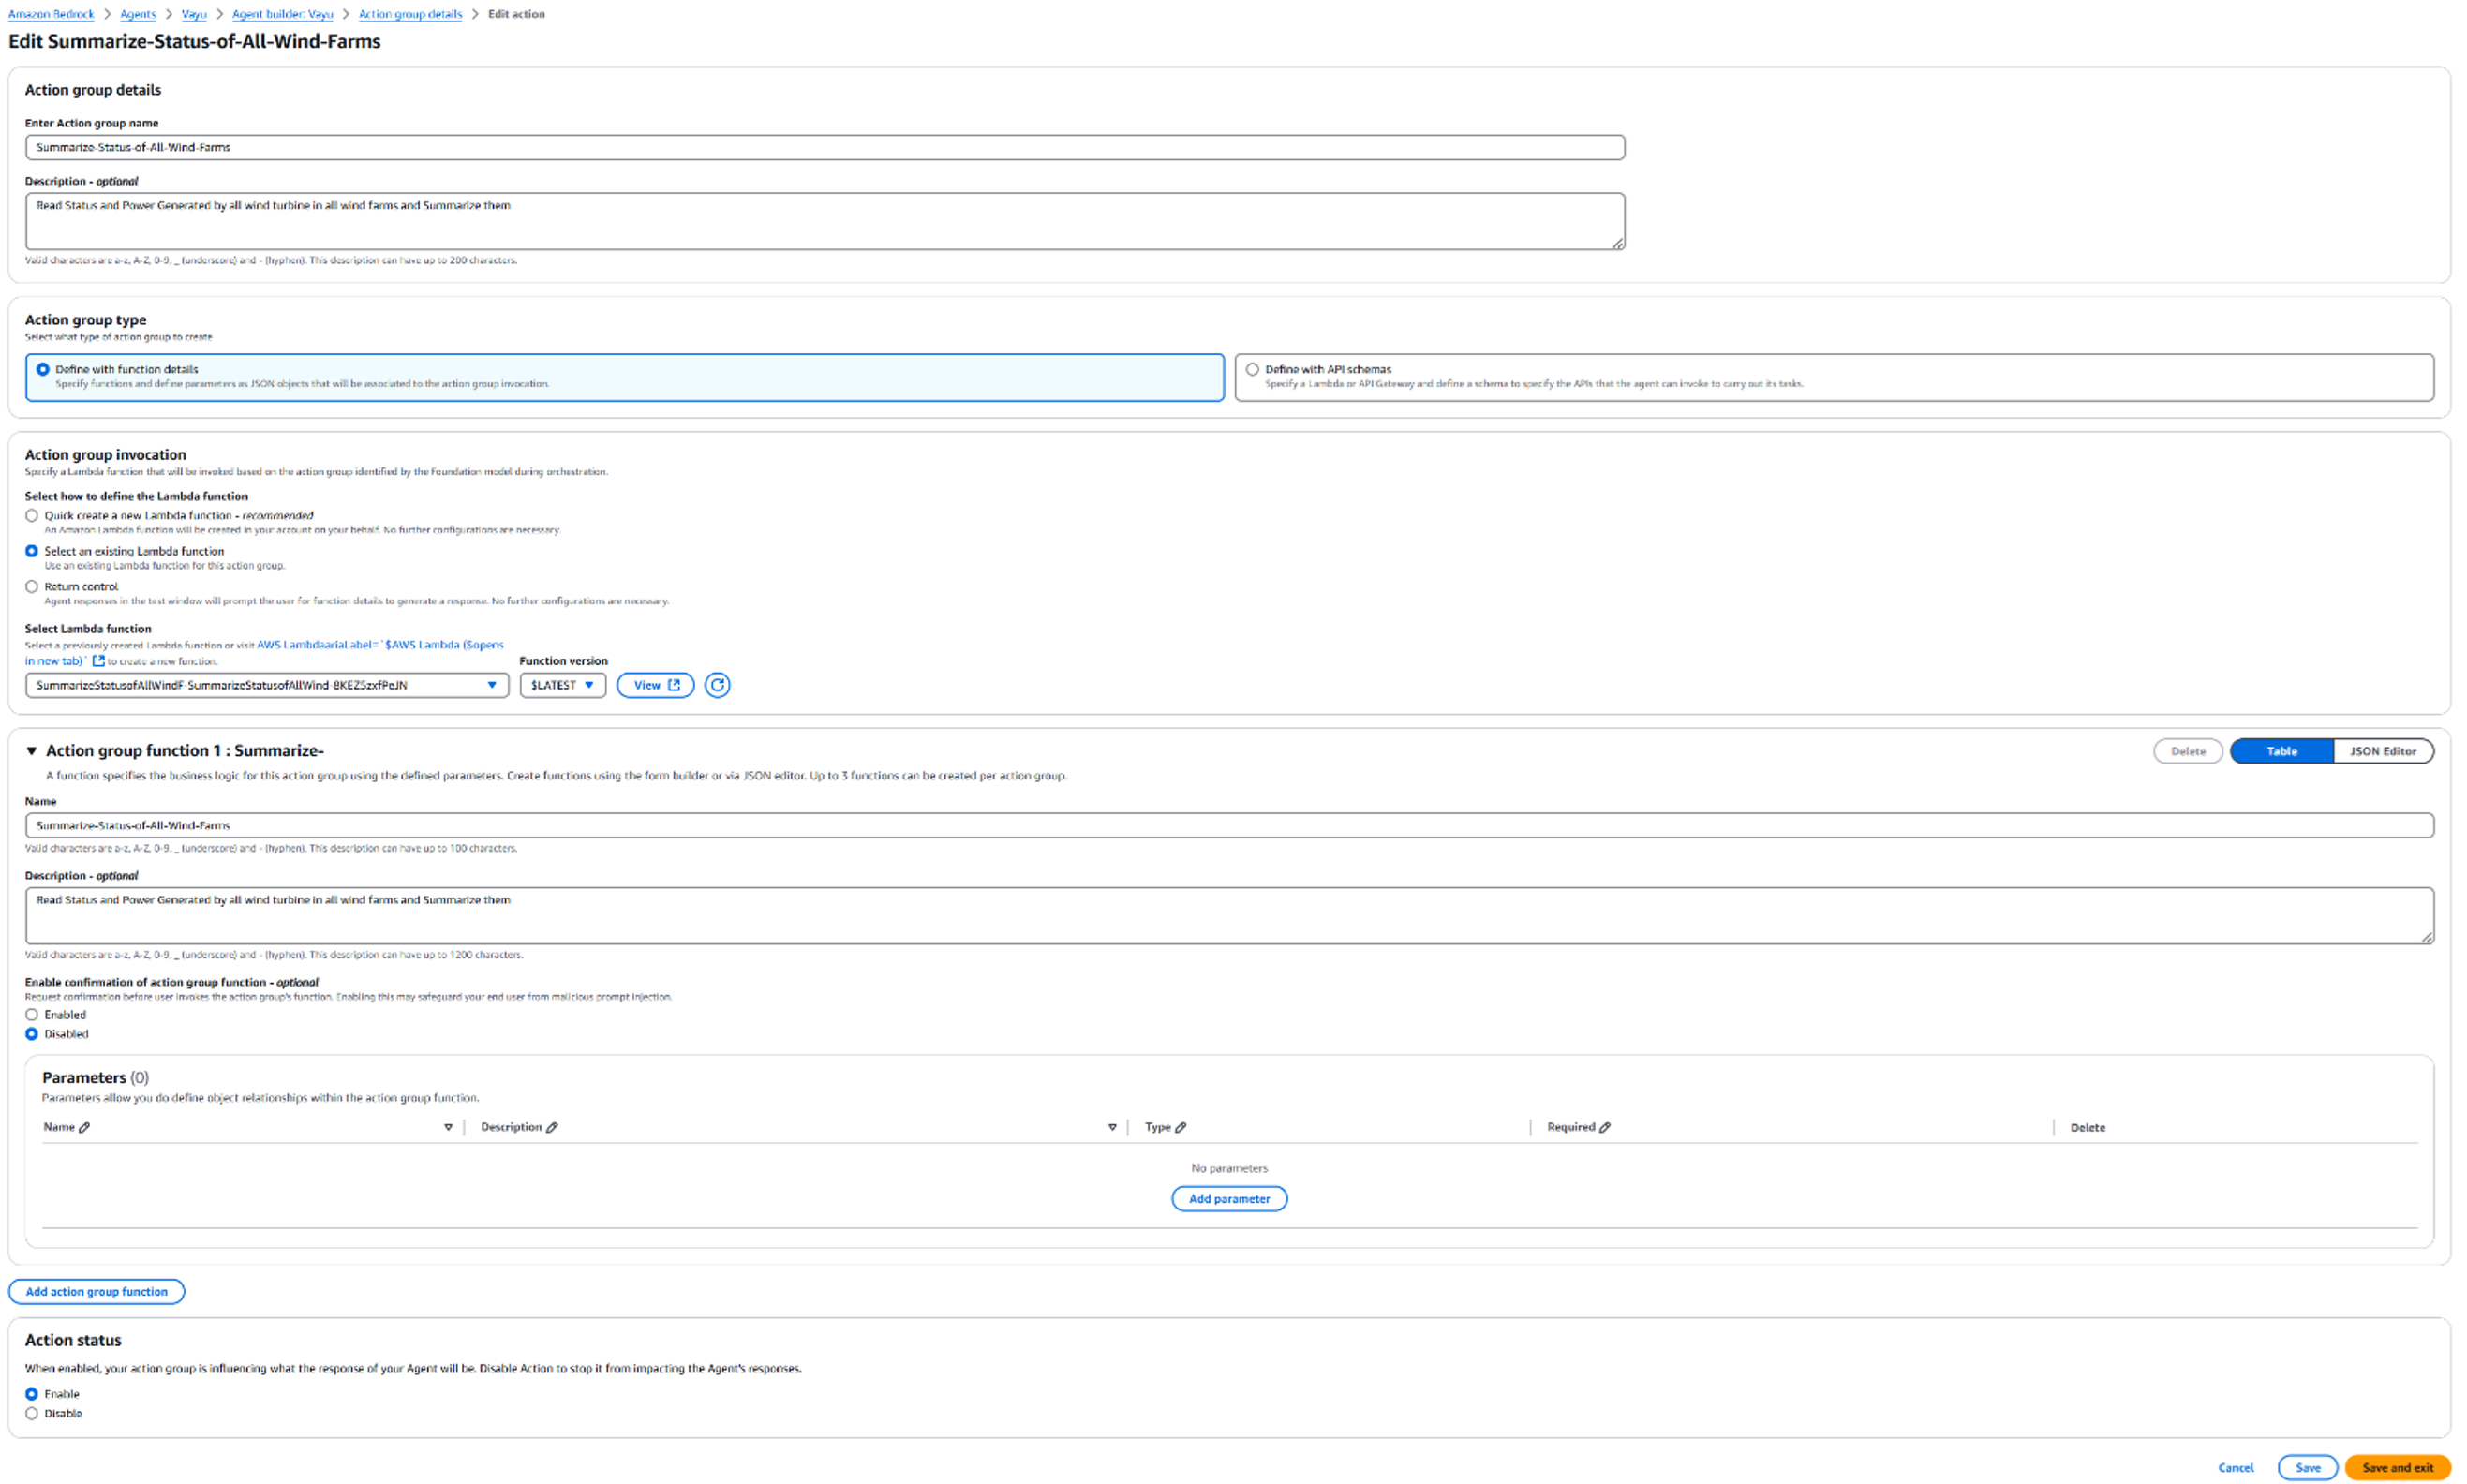 Amazon Bedrock > Agents > Vayu > Agent builder: Vayu > Action group details > Edit action
Edit Summarize-Status-of-All-Wind-Farms
Action group details
Enter Action group name
Summarize-Status-of-All-Wind-Farms
Description - optional
Read Status and Power Generated by all wind turbine in all wind farms and Summarize them
Valid characters are a-z, A-Z, 0-9, _ (underscore) and - (hyphen). This description can have up to 200 characters.
Action group type
Select what type of action group to create
Define with function details
Specify functions and define parameters as JSON objects that will be associated to the action group invocation.
Define with API schemas
Specify a Lambda or API Gateway and define a schema to specify the APIs that the agent can invoke to carry out its tasks.
Action group invocation
Specify a Lambda function that will be invoked based on the action group identified by the Foundation model during orchestration.
Select how to define the Lambda function
Quick create a new Lambda function - recommended
An Amazon Lambda function will be created in your account on your behalf. No further configurations are necessary.
Select an existing Lambda function
Use an existing Lambda function for this action group.
Return control
Agent responses in the test window will prompt the user for function details to generate a response. No further configurations are necessary.
Select Lambda function
Select a previously created Lambda function or visit AWS LambdaariaLabel=`$AWS Lambda ($opens
in new tab)` to create a new function.
Function version
SummarizeStatusofAllWindF-SummarizeStatusofAllWind-8KEZSzxfPeJN
$LATEST
View
Action group function 1 : Summarize-
Delete
Table
JSON Editor
A function specifies the business logic for this action group using the defined parameters. Create functions using the form builder or via JSON editor. Up to 3 functions can be created per action group.
Name
Summarize-Status-of-All-Wind-Farms
Valid characters are a-z, A-Z, 0-9, _ (underscore) and - (hyphen). This description can have up to 100 characters.
Description - optional
Read Status and Power Generated by all wind turbine in all wind farms and Summarize them
Valid characters are a-z, A-Z, 0-9, _ (underscore) and - (hyphen). This description can have up to 1200 characters.
Enable confirmation of action group function - optional
Request confirmation before user invokes the action group's function. Enabling this may safeguard your end user from malicious prompt injection.
Enabled
Disabled
Parameters (0)
Parameters allow you do define object relationships within the action group function.
Name
Description
Type
Required
Delete
No parameters
Add parameter
Add action group function
Action status
When enabled, your action group is influencing what the response of your Agent will be. Disable Action to stop it from impacting the Agent's responses.
Enable
Disable
Cancel
Save
Save and exit